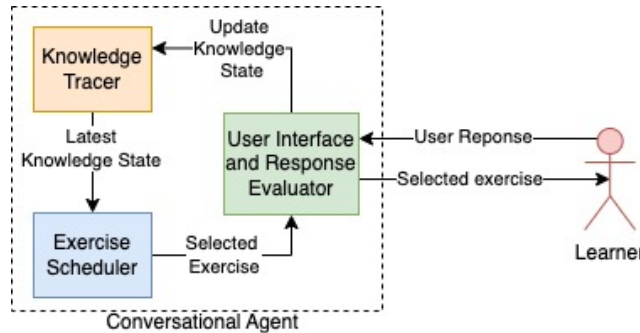 Update
Knowledge
State
Knowledge
Tracer
Latest
Knowledge State
User Interface
and Response
Evaluator
User Reponse
Selected exercise
Exercise
Scheduler
Selected
Exercise
Learner
Conversational Agent